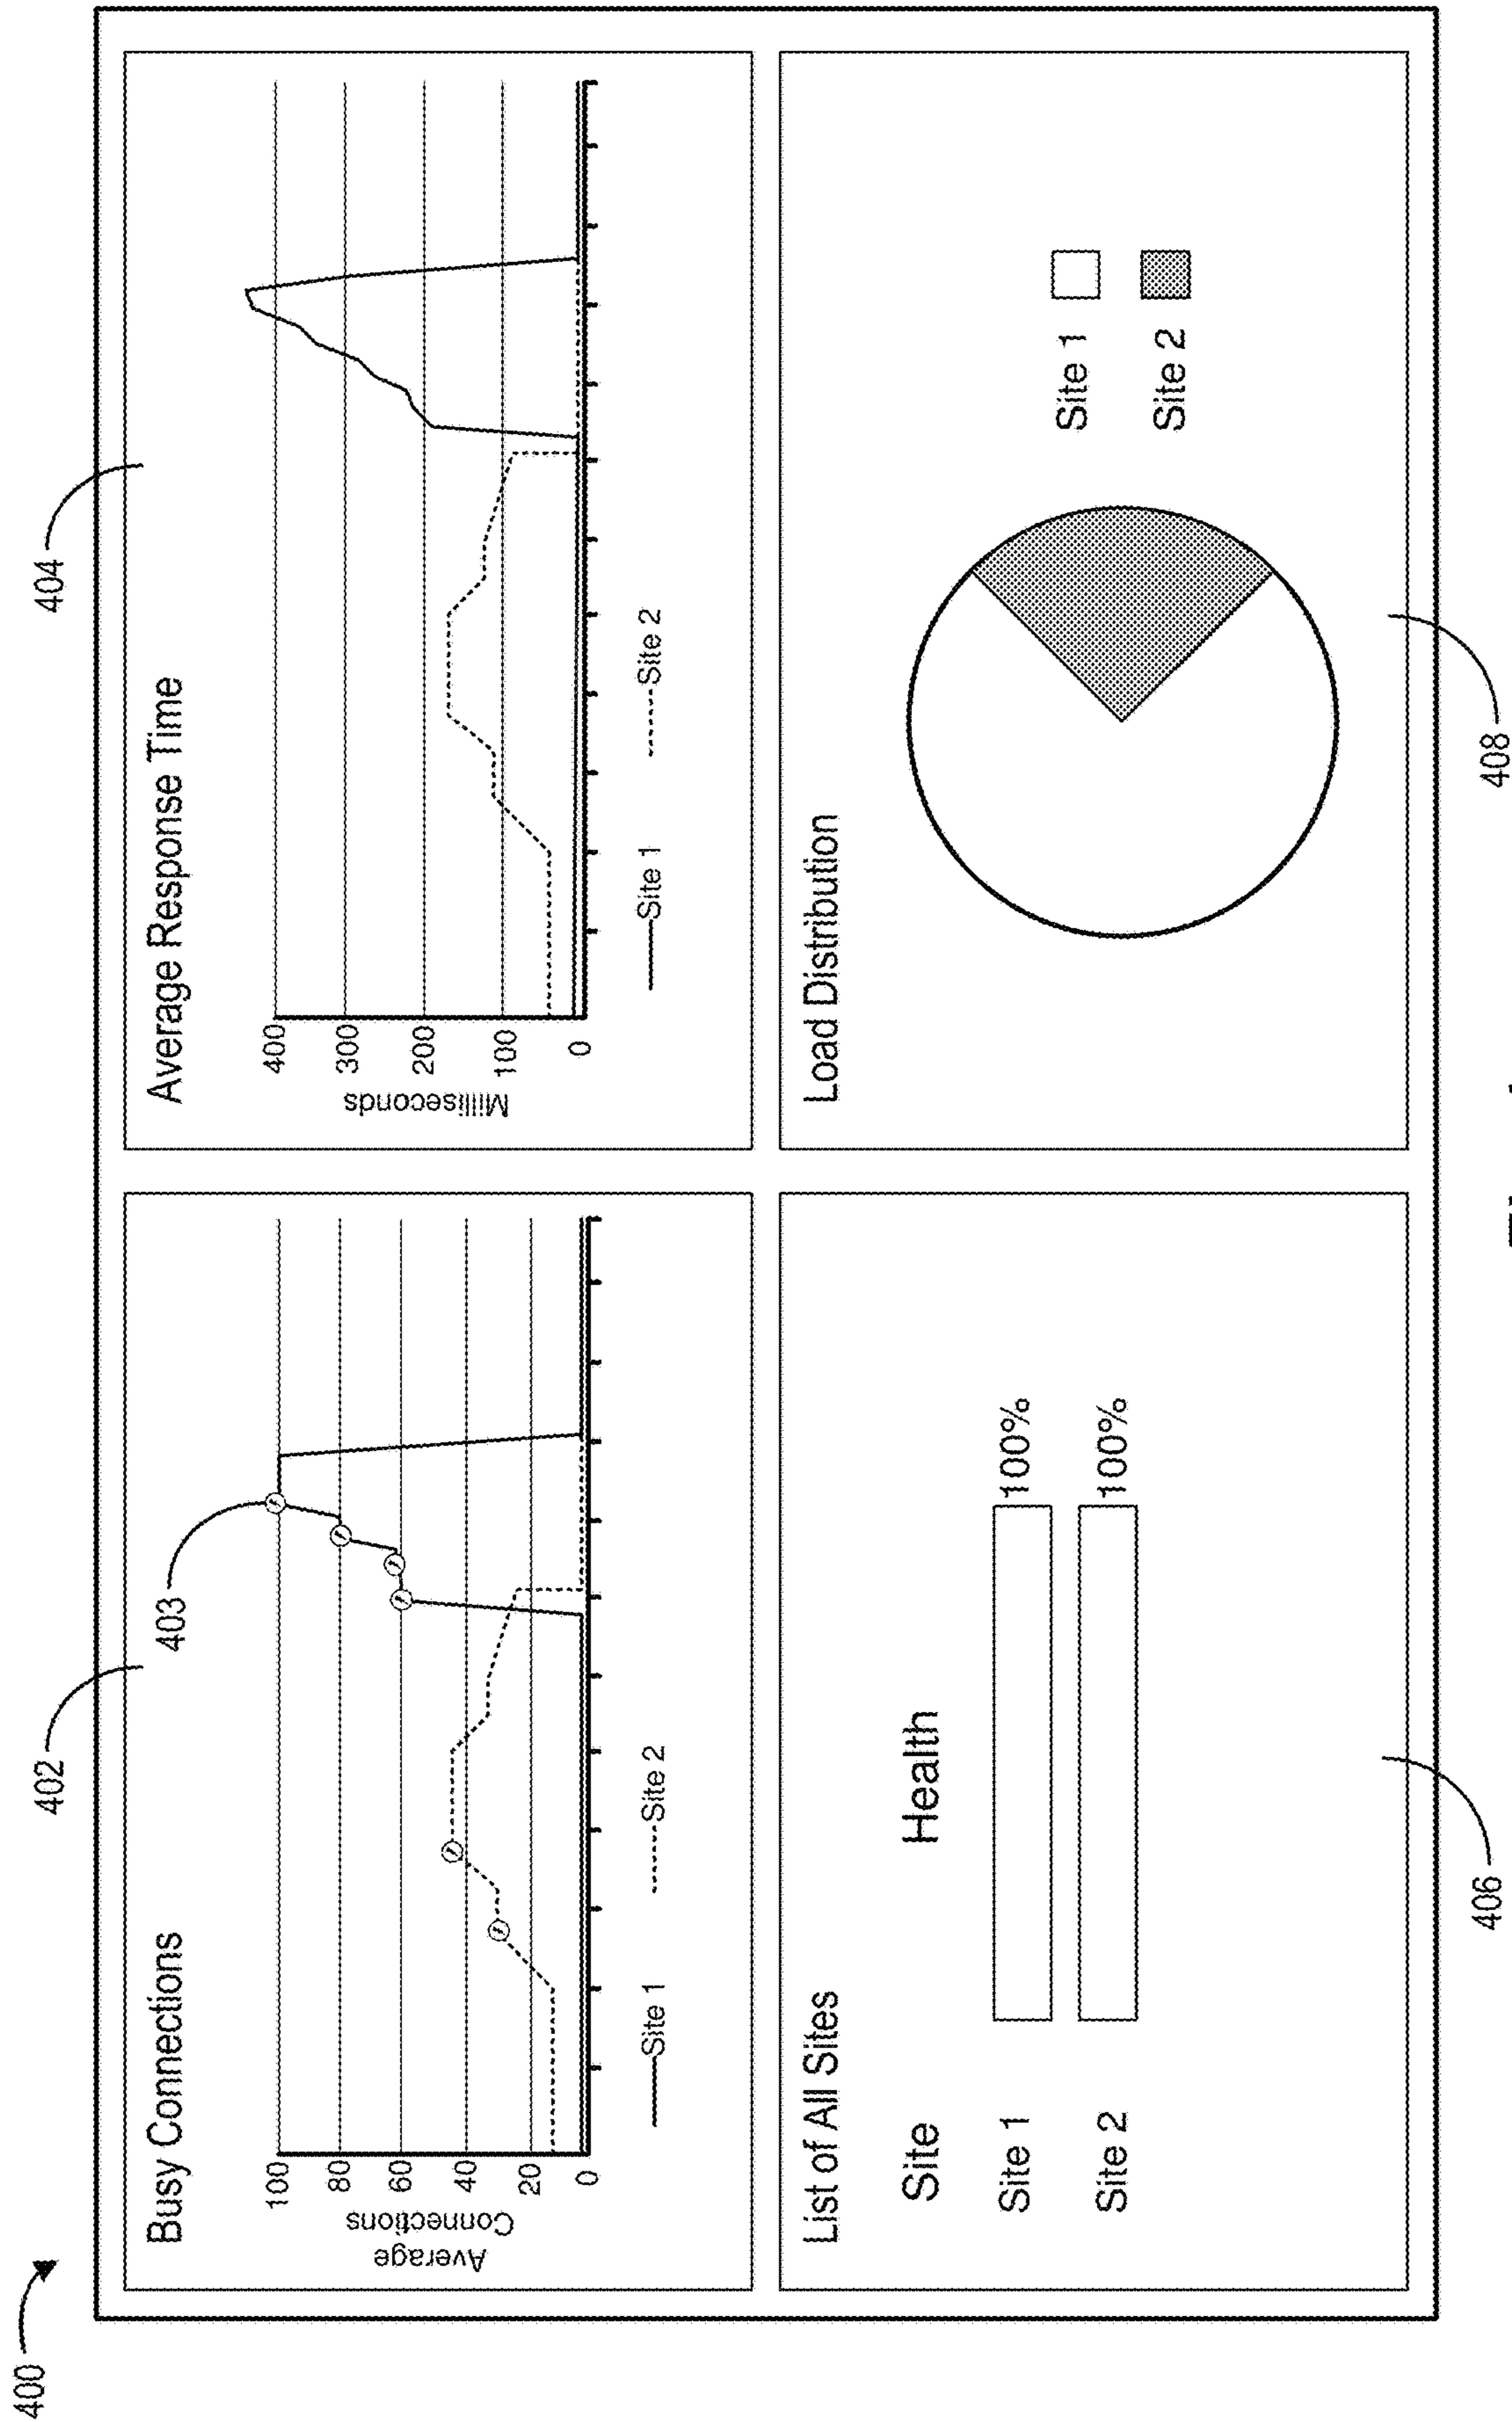 400
402
403
404
Busy Connections
Average
Connections
100
80
60
40
20
0
Site 1
Site 2
Average Response Time
Milliseconds
400
300
200
100
0
Site 1
Site 2
List of All Sites
Site
Health
Site 1
100%
Site 2
100%
406
Load Distribution
Site 1
Site 2
408